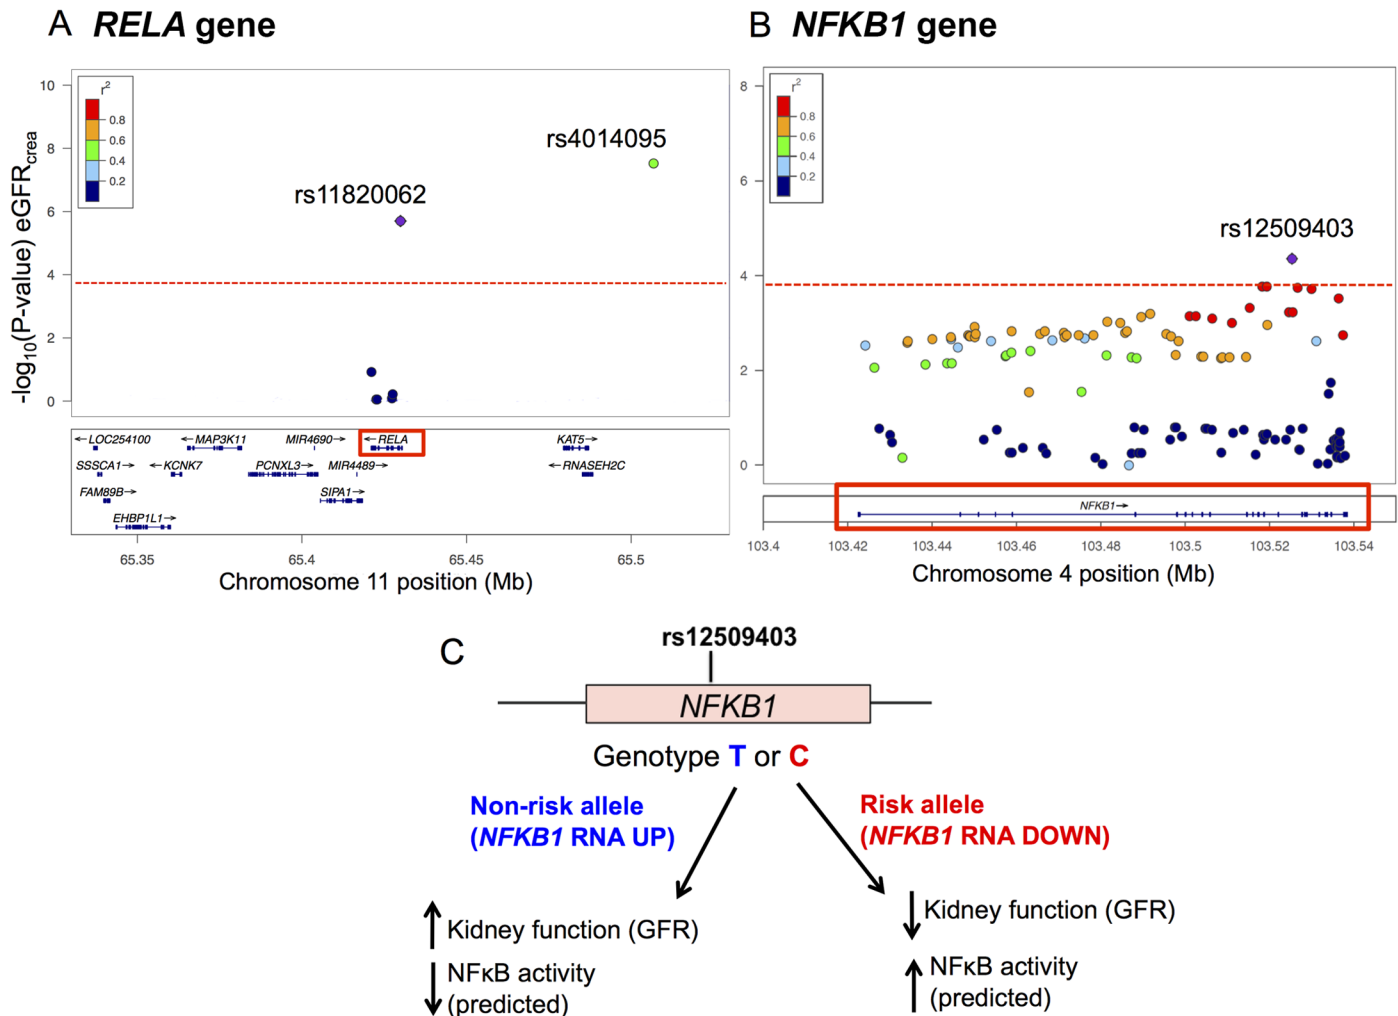 A RELA gene
10
8
6
4
2
0
-log10(P-value) eGFRcrea
r2
0.8
0.6
0.4
0.2
rs4014095
rs11820062
←LOC254100
←MAP3K11
MIR4690→
←RELA
KAT5→
SSSCA1→
←KCNK7
PCNXL3→
MIR4489→
←RNASEH2C
FAM89B→
SIPA1→
EHBP1L1→
65.35
65.4
65.45
65.5
Chromosome 11 position (Mb)
B NFKB1 gene
8
6
4
2
0
r2
0.8
0.6
0.4
0.2
rs12509403
NFKB1→
103.4
103.42
103.44
103.46
103.48
103.5
103.52
103.54
Chromosome 4 position (Mb)
C
rs12509403
NFKB1
Genotype T or C
Non-risk allele
(NFKB1 RNA UP)
Risk allele
(NFKB1 RNA DOWN)
↑ Kidney function (GFR)
↓ NFκB activity
(predicted)
↓ Kidney function (GFR)
↑ NFκB activity
(predicted)